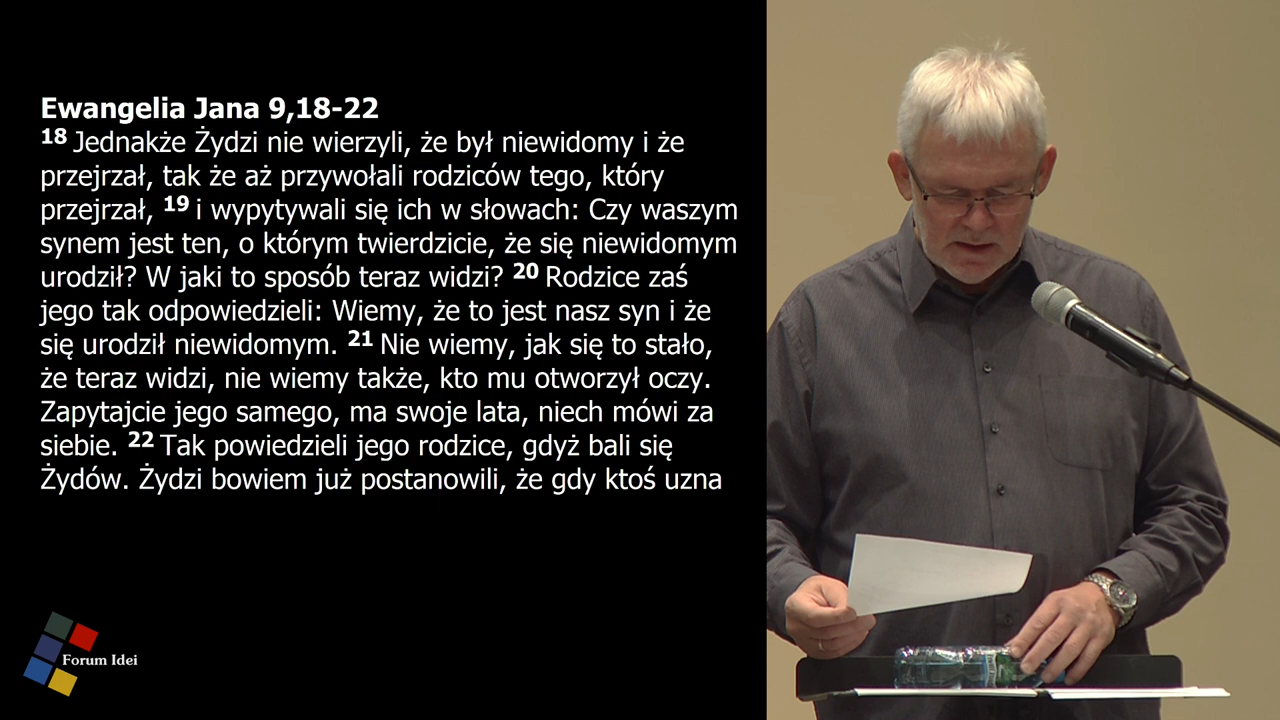 Ewangelia Jana 9,18-22
18 Jednakże Żydzi nie wierzyli, że był niewidomy i że
przejrzał, tak że aż przywołali rodziców tego, który
przejrzał, 19 i wypytywali się ich w słowach: Czy waszym
synem jest ten, o którym twierdzicie, że się niewidomym
urodził? W jaki to sposób teraz widzi? 20 Rodzice zaś
jego tak odpowiedzieli: Wiemy, że to jest nasz syn i że
się urodził niewidomym. 21 Nie wiemy, jak się to stało,
że teraz widzi, nie wiemy także, kto mu otworzył oczy.
Zapytajcie jego samego, ma swoje lata, niech mówi za
siebie. 22 Tak powiedzieli jego rodzice, gdyż bali się
Żydów. Żydzi bowiem już postanowili, że gdy ktoś uzna
Forum Idei